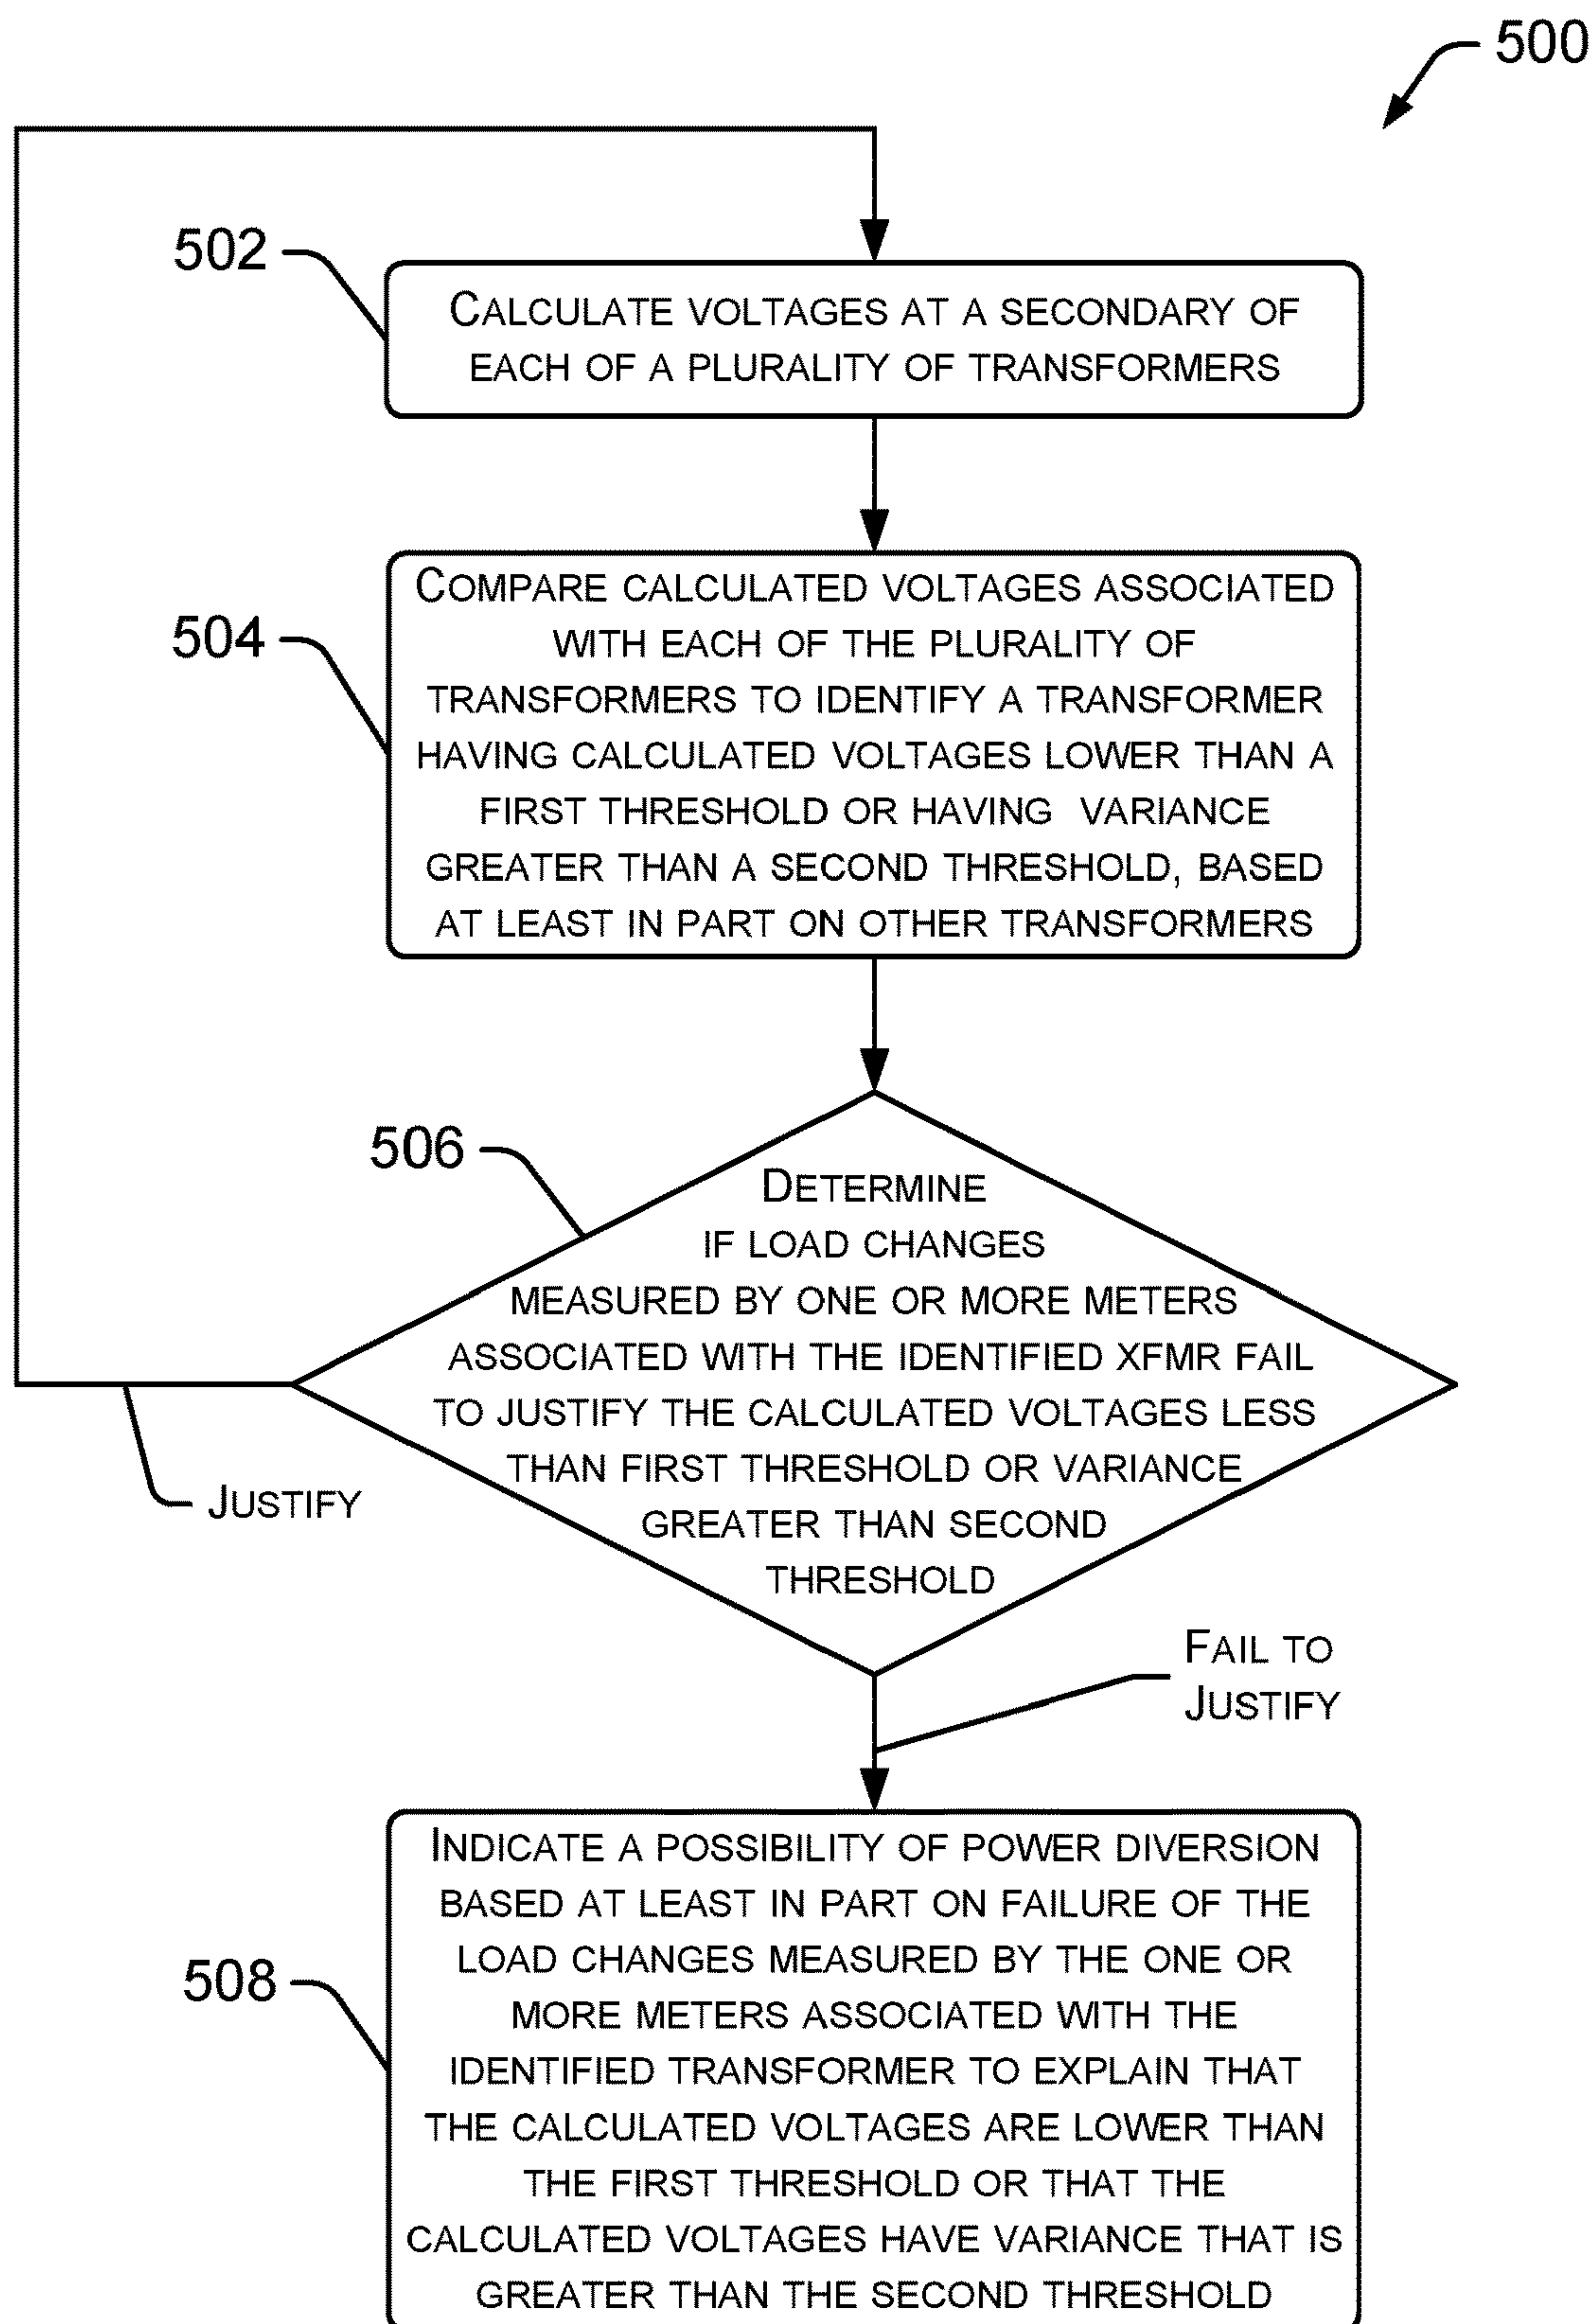 500
502
CALCULATE VOLTAGES AT A SECONDARY OF
EACH OF A PLURALITY OF TRANSFORMERS
504
COMPARE CALCULATED VOLTAGES ASSOCIATED
WITH EACH OF THE PLURALITY OF
TRANSFORMERS TO IDENTIFY A TRANSFORMER
HAVING CALCULATED VOLTAGES LOWER THAN A
FIRST THRESHOLD OR HAVING VARIANCE
GREATER THAN A SECOND THRESHOLD, BASED
AT LEAST IN PART ON OTHER TRANSFORMERS
506
DETERMINE
IF LOAD CHANGES
MEASURED BY ONE OR MORE METERS
ASSOCIATED WITH THE IDENTIFIED XFMR FAIL
TO JUSTIFY THE CALCULATED VOLTAGES LESS
THAN FIRST THRESHOLD OR VARIANCE
GREATER THAN SECOND
THRESHOLD
JUSTIFY
FAIL TO
JUSTIFY
508
INDICATE A POSSIBILITY OF POWER DIVERSION
BASED AT LEAST IN PART ON FAILURE OF THE
LOAD CHANGES MEASURED BY THE ONE OR
MORE METERS ASSOCIATED WITH THE
IDENTIFIED TRANSFORMER TO EXPLAIN THAT
THE CALCULATED VOLTAGES ARE LOWER THAN
THE FIRST THRESHOLD OR THAT THE
CALCULATED VOLTAGES HAVE VARIANCE THAT IS
GREATER THAN THE SECOND THRESHOLD